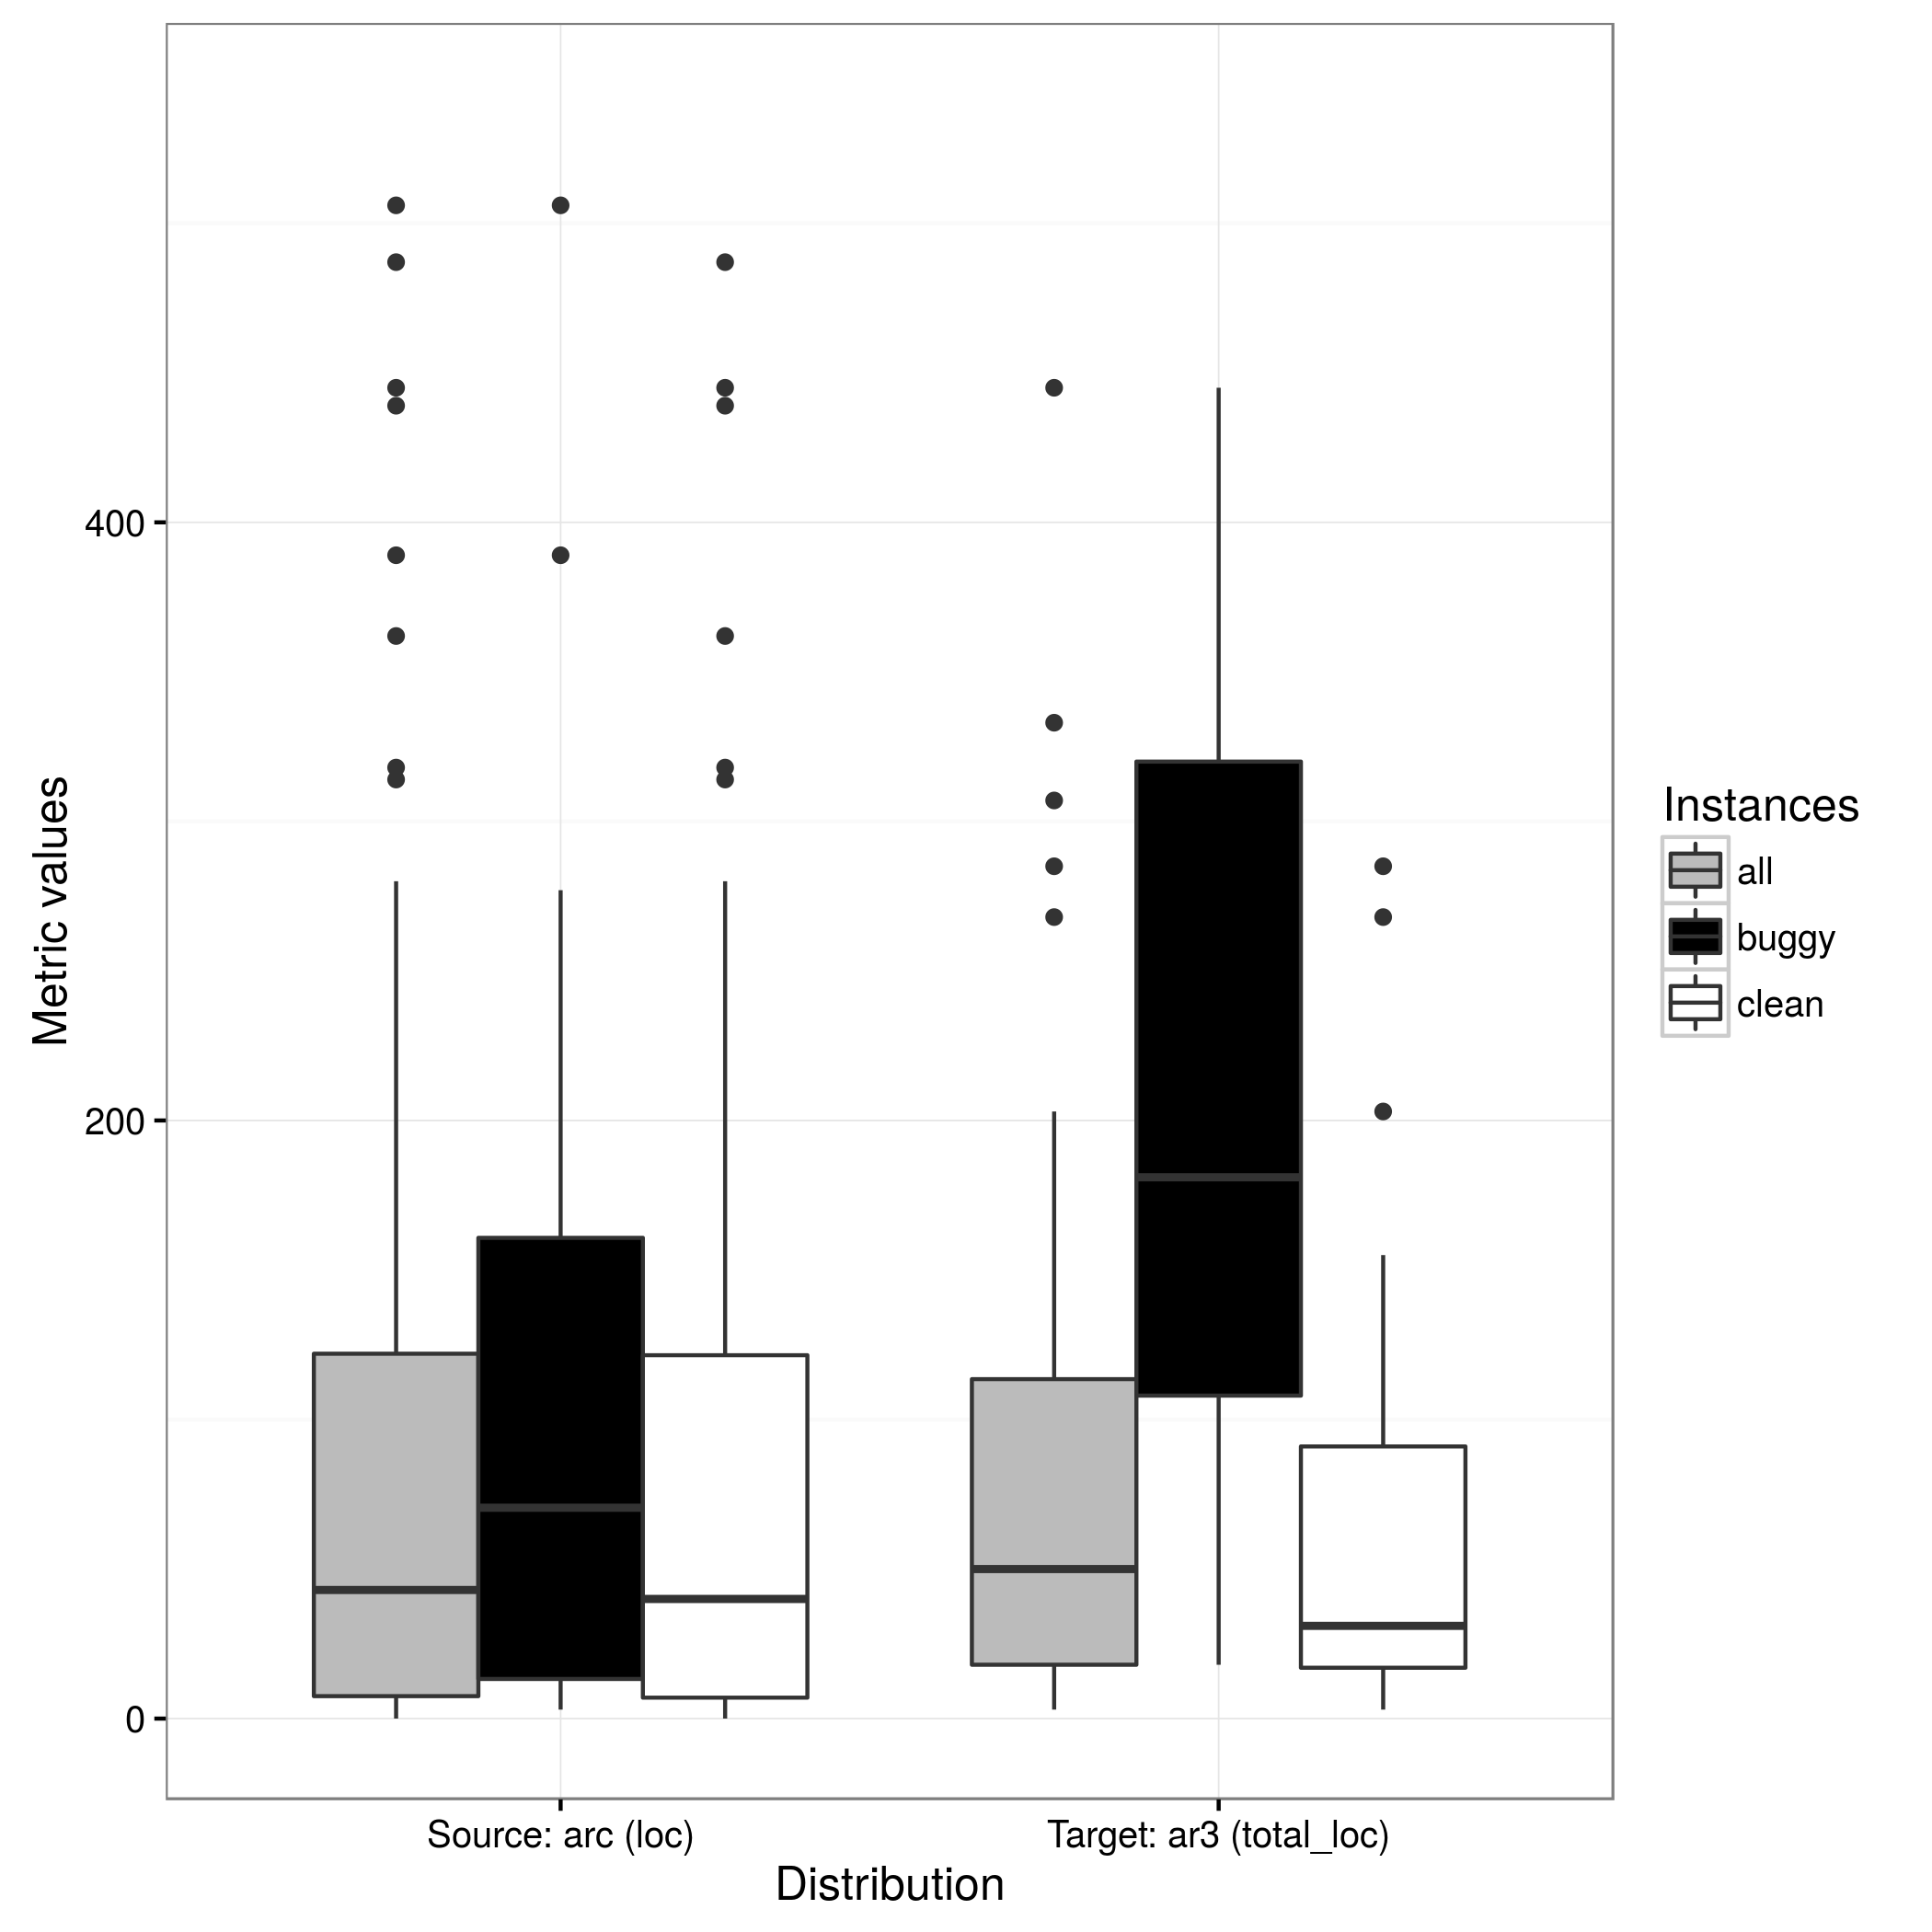 400
200
0
Metric values
Source: arc (loc)
Target: ar3 (total_loc)
Distribution
Instances
all
buggy
clean